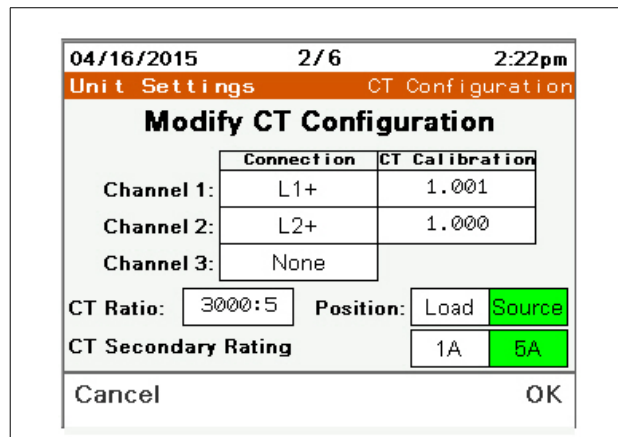 04/16/2015 2/6 2:22pm
Unit Settings CT Configuration
Modify CT Configuration
Connection CT Calibration
Channel 1: L1+ 1.001
Channel 2: L2+ 1.000
Channel 3: None
CT Ratio: 3000:5 Position: Load Source
CT Secondary Rating 1A 5A
Cancel OK